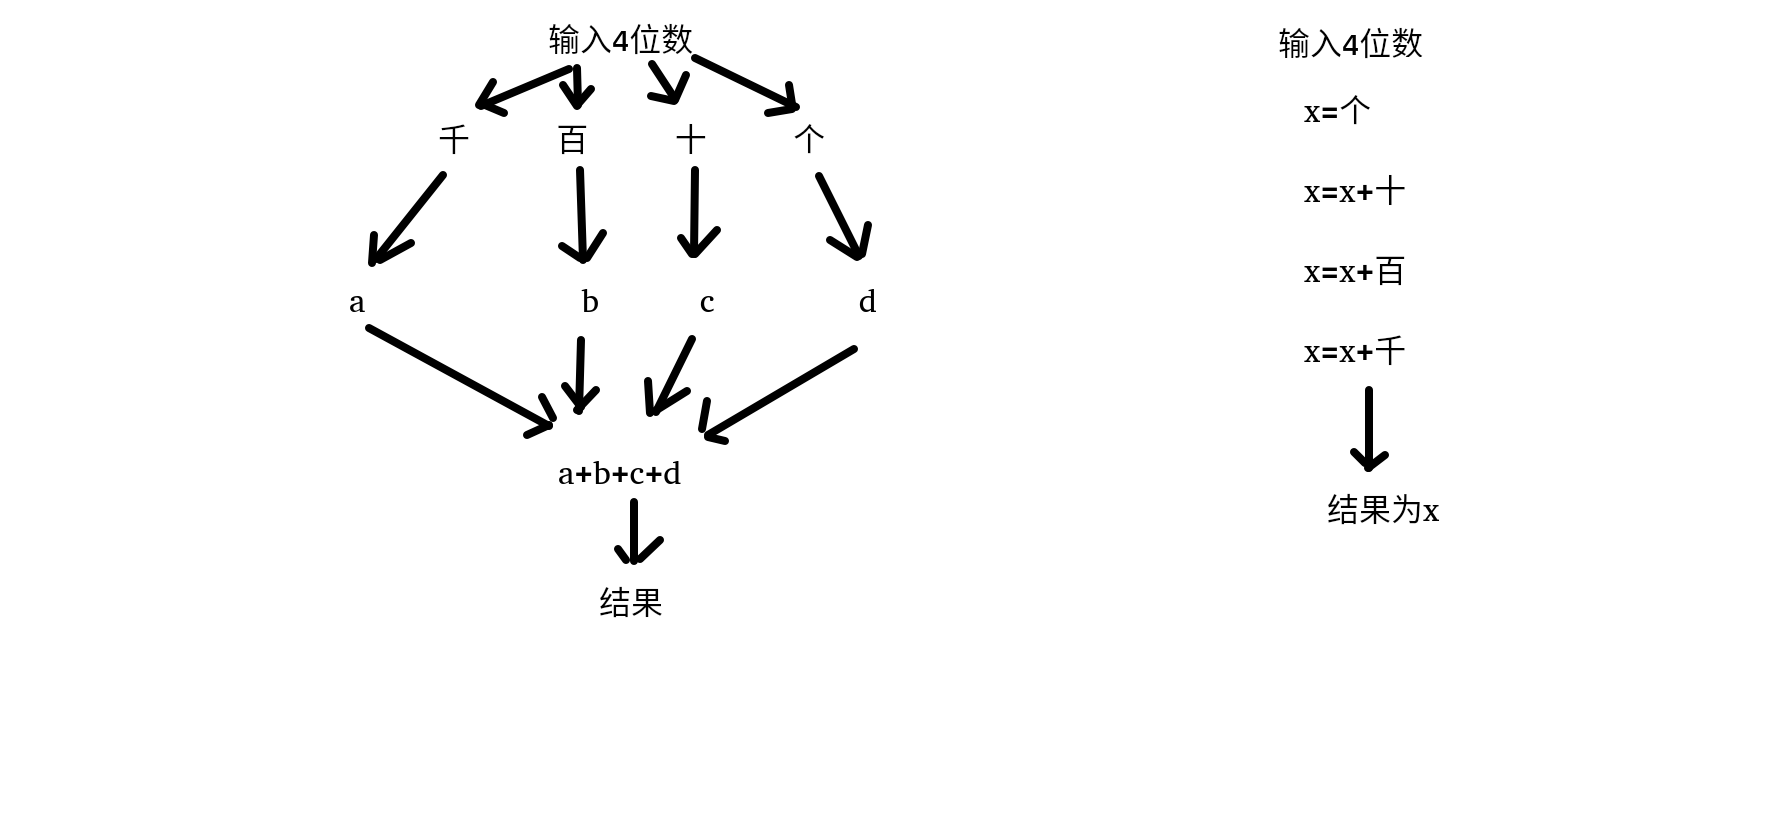 输入4位数
千 百 十 个
a b c d
a+b+c+d
结果
输入4位数
x=个
x=x+十
x=x+百
x=x+千
结果为x